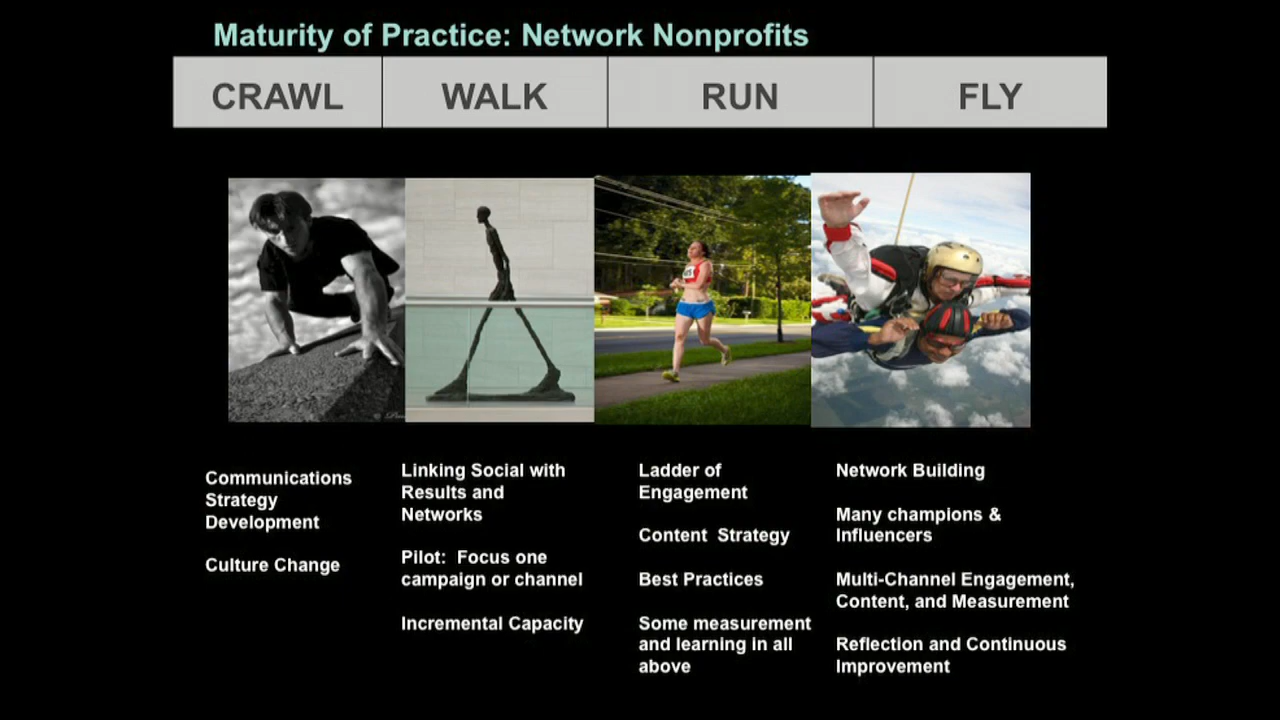 Maturity of Practice: Network Nonprofits
CRAWL
WALK
RUN
FLY
Communications
Strategy
Development
Culture Change
Linking Social with
Results and
Networks
Pilot: Focus one
campaign or channel
Incremental Capacity
Ladder of
Engagement
Content Strategy
Best Practices
Some measurement
and learning in all
above
Network Building
Many champions &
Influencers
Multi-Channel Engagement,
Content, and Measurement
Reflection and Continuous
Improvement